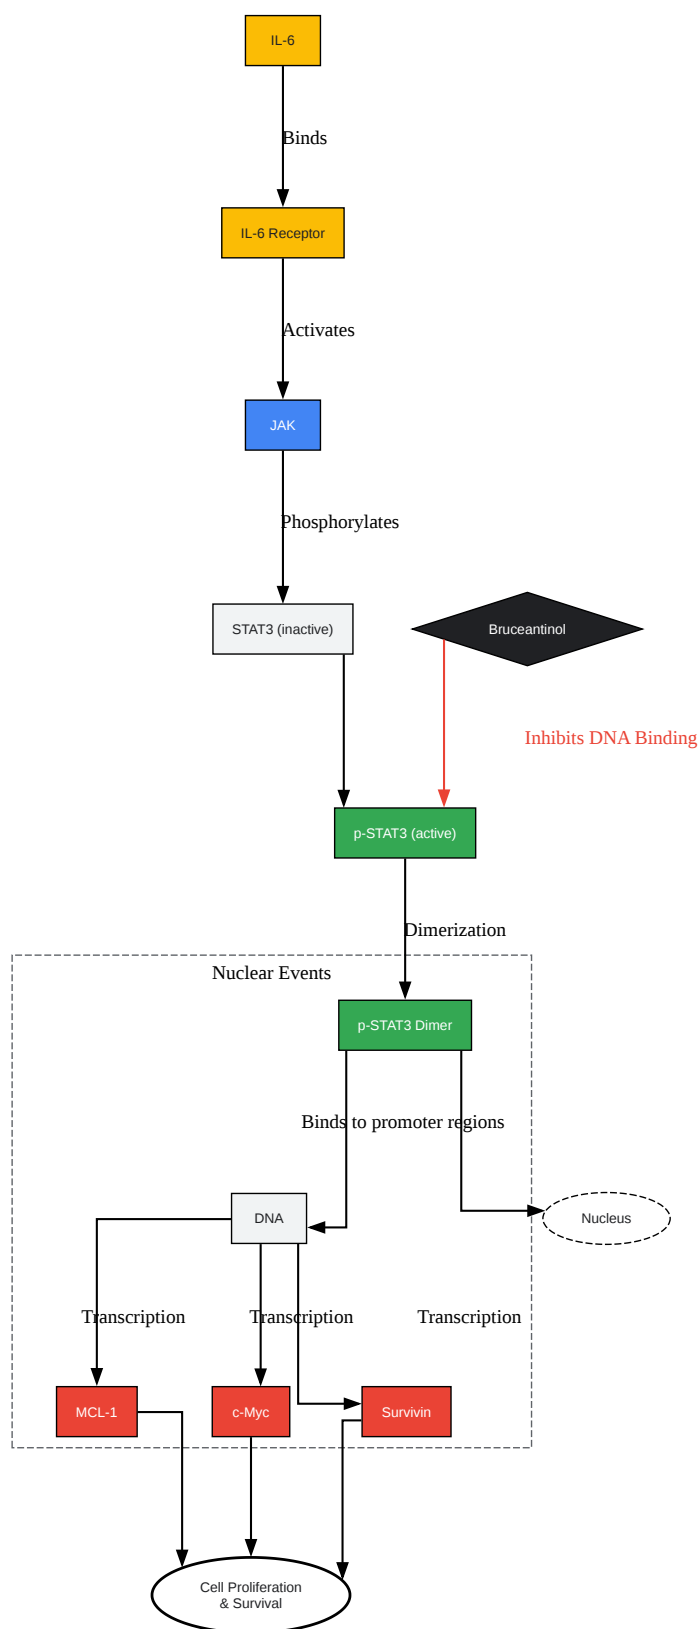 IL-6
Binds
IL-6 Receptor
Activates
JAK
Phosphorylates
STAT3 (inactive)
Bruceantinol
Inhibits DNA Binding
p-STAT3 (active)
Dimerization
Nuclear Events
p-STAT3 Dimer
Binds to promoter regions
DNA
Nucleus
Transcription
Transcription
Transcription
MCL-1
c-Myc
Survivin
Cell Proliferation
& Survival